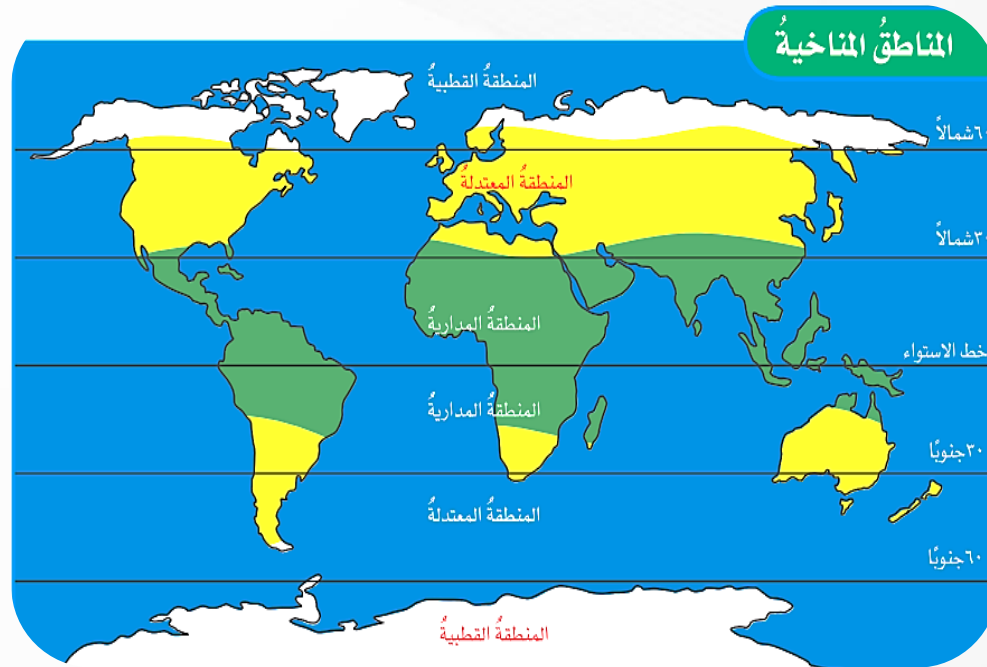 المناطقُ المناخيةُ
المنطقةُ القطبيةُ
٦٠شمالاً
المنطقةُ المعتدلةُ
٣٠شمالاً
المنطقةُ المداريةُ
خط الاستواء
المنطقةُ المداريةُ
٣٠جنوبًا
المنطقةُ المعتدلةُ
٦٠جنوبًا
المنطقةُ القطبيةُ